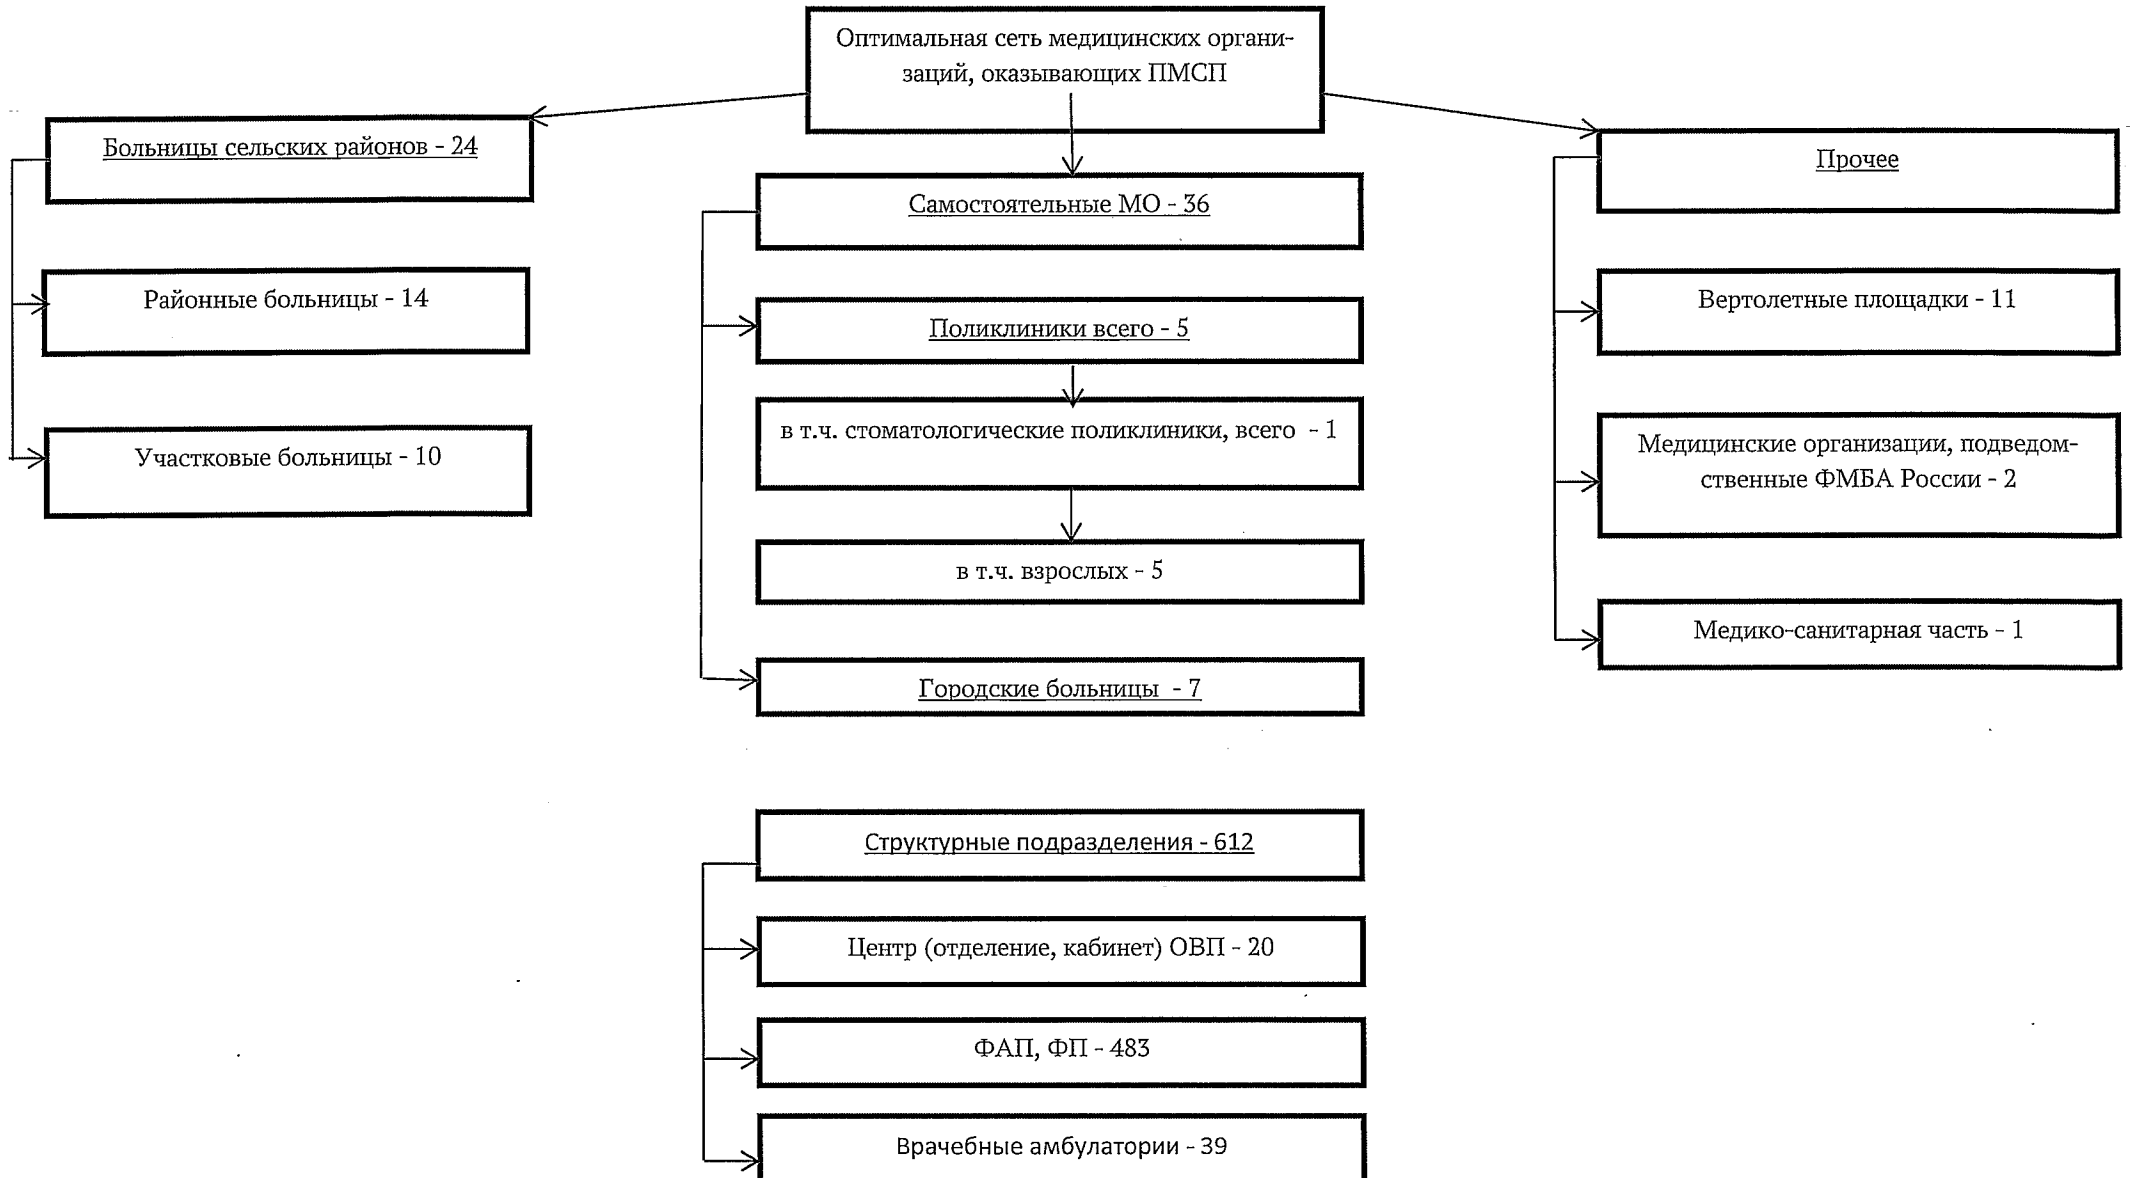 Оптимальная сеть медицинских органи-
заций, оказывающих ПМСП
Больницы сельских районов - 24
Районные больницы - 14
Участковые больницы - 10
Самостоятельные МО - 36
Поликлиники всего - 5
в т.ч. стоматологические поликлиники, всего - 1
в т.ч. взрослых - 5
Городские больницы - 7
Прочее
Вертолетные площадки - 11
Медицинские организации, подведом-
ственные ФМБА России - 2
Медико-санитарная часть - 1
Структурные подразделения - 612
Центр (отделение, кабинет) ОВП - 20
ФАП, ФП - 483
Врачебные амбулатории - 39